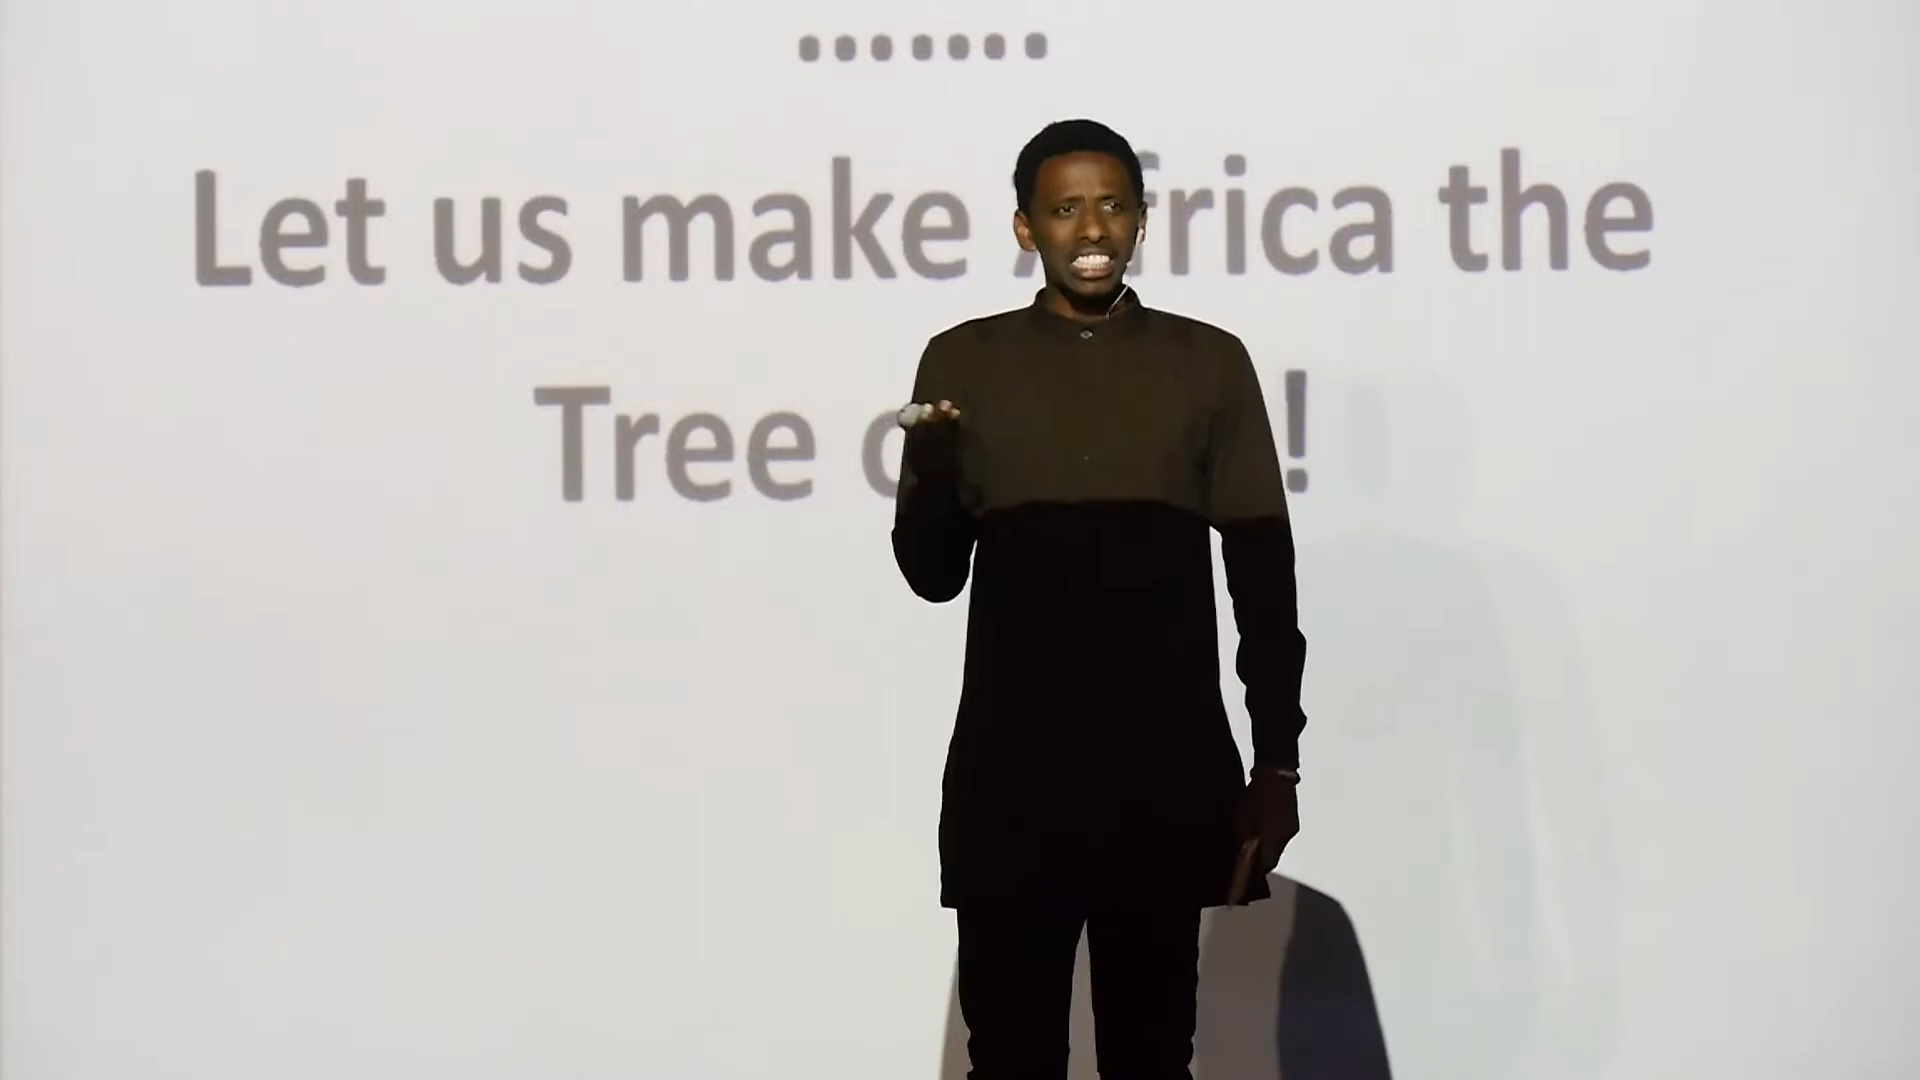 .......
Let us make Africa the
Tree !